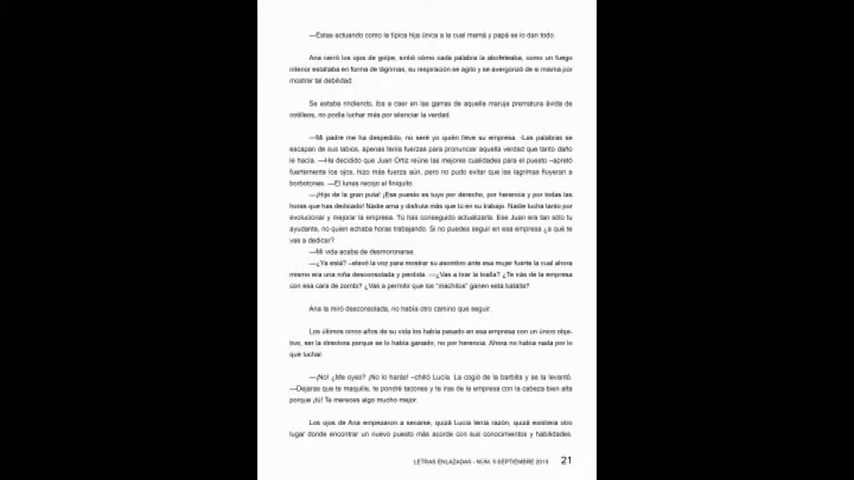 —Estas actuando como la típica hija única a la cual mamá y papá se lo dan todo.
Ana cerró los ojos de golpe, sintió cómo cada palabra la abofeteaba, como un fuego
interior estallaba en forma de lágrimas, su respiración se agitó y se avergonzó de si misma por
mostrar tal debilidad.
Se estaba rindiendo, iba a caer en las garras de aquella maruja prematura ávida de
cotilleos, no podía luchar más por silenciar la verdad.
—Mi padre me ha despedido, no seré yo quién lleve su empresa. -Las palabras se
escapan de sus labios, apenas tenía fuerzas para pronunciar aquella verdad que tanto daño
le hacía. —Ha decidido que Juan Ortiz reúne las mejores cualidades para el puesto –apretó
fuertemente los ojos, hizo más fuerza aún, pero no pudo evitar que las lágrimas fluyeran a
borbotones. —El lunes recojo el finiquito.
—¡Hijo de la gran puta! ¡Ese puesto es tuyo por derecho, por herencia y por todas las
horas que has dedicado! Nadie ama y disfruta más que tú en su trabajo. Nadie lucha tanto por
evolucionar y mejorar la empresa. Tú has conseguido actualizarla. Ese Juan era tan sólo tu
ayudante, no quien echaba horas trabajando. Si no puedes seguir en esa empresa ¿a qué te
vas a dedicar?
—Mi vida acaba de desmoronarse.
—¿Ya está? –elevó la voz para mostrar su asombro ante esa mujer fuerte la cual ahora
mismo era una niña desconsolada y perdida. —¿Vas a tirar la toalla? ¿Te irás de la empresa
con esa cara de zombi? ¿Vas a permitir que los "machitos" ganen esta batalla?
Ana la miró desconsolada, no había otro camino que seguir.
Los últimos cinco años de su vida los había pasado en esa empresa con un único obje-
tivo, ser la directora porque se lo había ganado, no por herencia. Ahora no había nada por lo
que luchar.
—¡No! ¿Me oyes? ¡No lo harás! –chilló Lucía. La cogió de la barbilla y se la levantó.
—Dejaras que te maquille, te pondré tacones y te iras de la empresa con la cabeza bien alta
porque ¡tú! Te mereces algo mucho mejor.
Los ojos de Ana empezaron a secarse, quizá Lucía tenía razón, quizá existiera otro
lugar donde encontrar un nuevo puesto más acorde con sus conocimientos y habilidades.
LETRAS ENLAZADAS - NÚM. 5 SEPTIEMBRE 2013 21